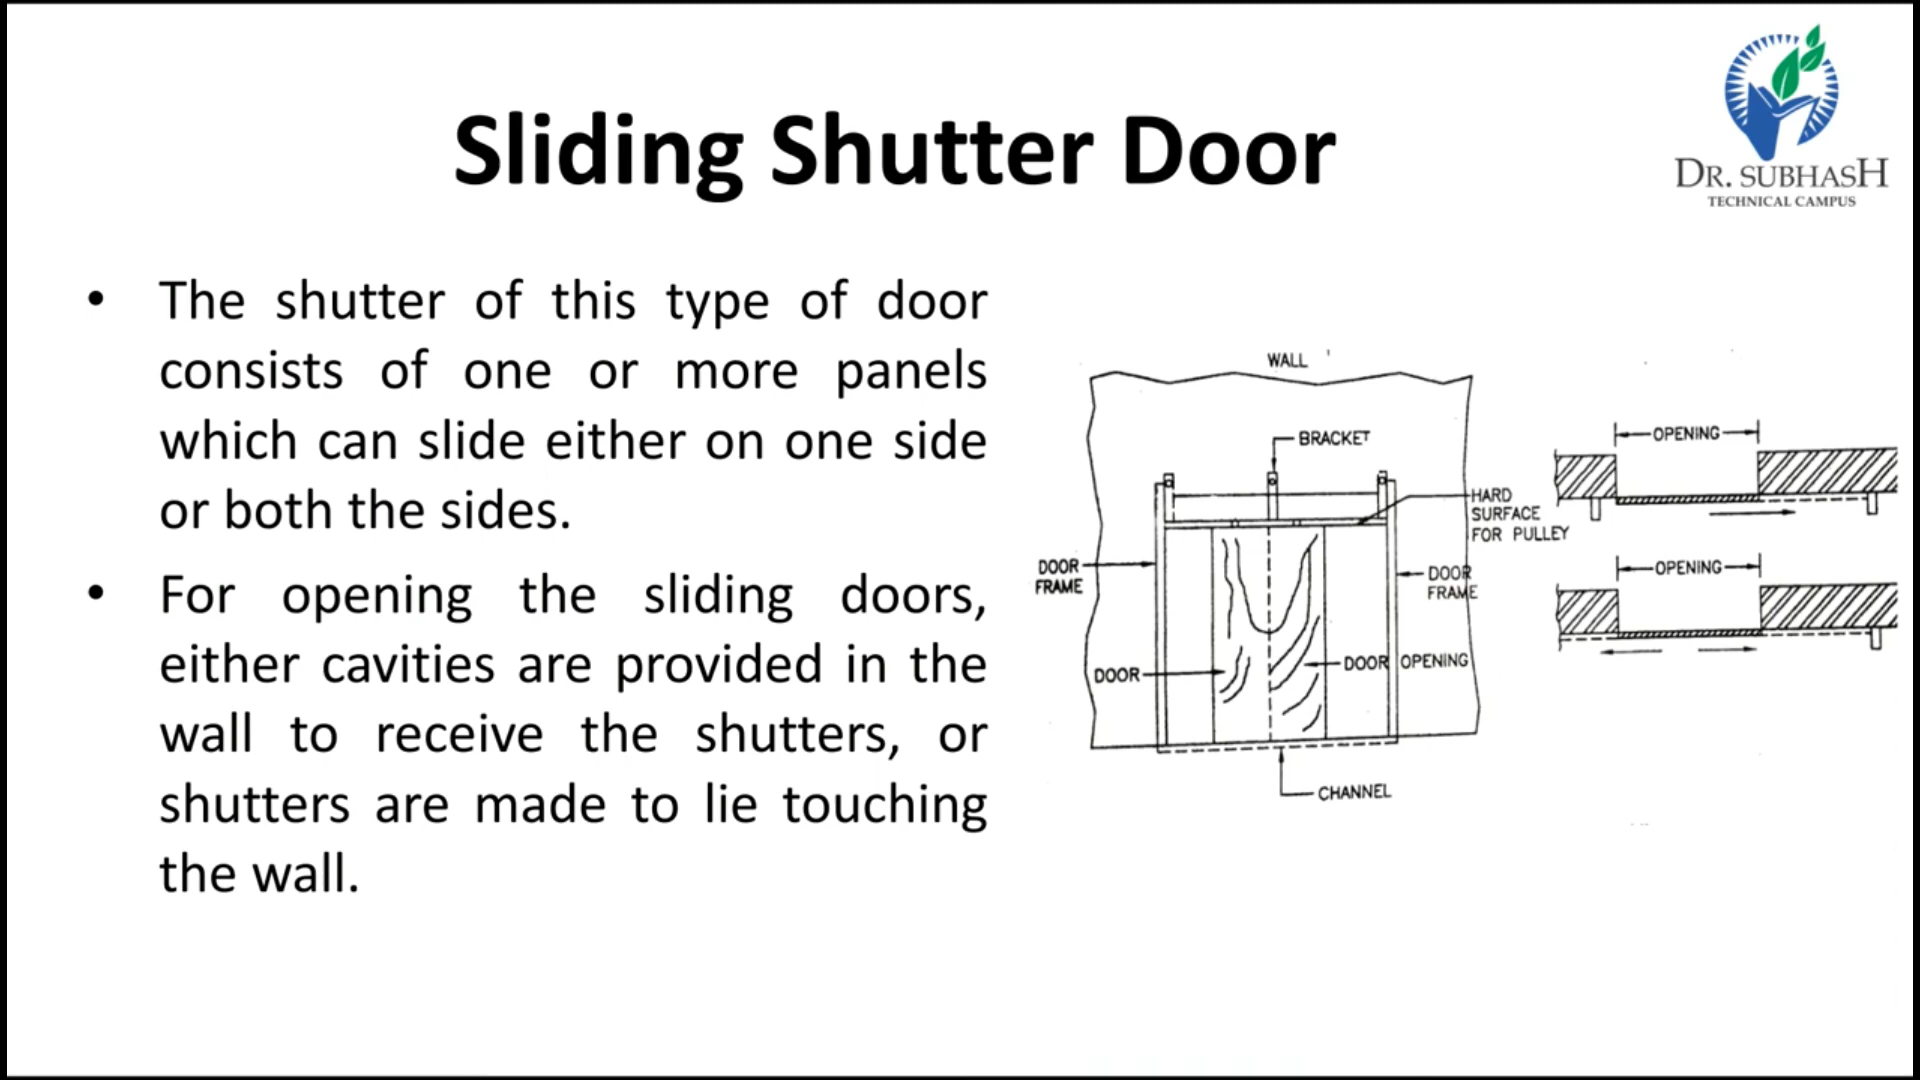 DR. SUBHASH
TECHNICAL CAMPUS
Sliding Shutter Door
• The shutter of this type of door
consists of one or more panels
which can slide either on one side
or both the sides.
• For opening the sliding doors,
either cavities are provided in the
wall to receive the shutters, or
shutters are made to lie touching
the wall.
WALL
BRACKET
HARD
SURFACE
FOR PULLEY
DOOR
FRAME
DOOR
FRAME
DOOR
DOOR OPENING
CHANNEL
OPENING
OPENING